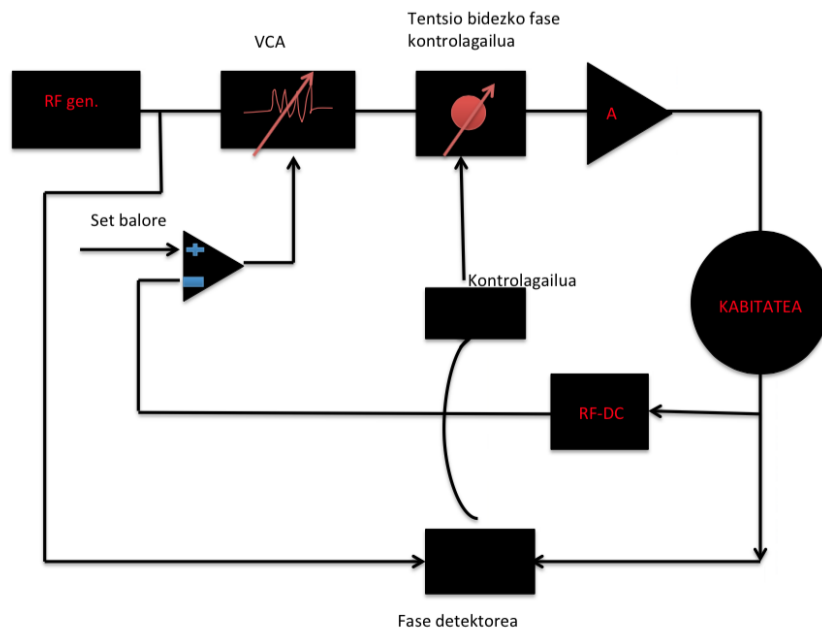 Tentsio bidezko fase
kontrolagailua
VCA
RF gen.
A
Set balore
Kontrolagailua
KABITATEA
RF-DC
Fase detektorea